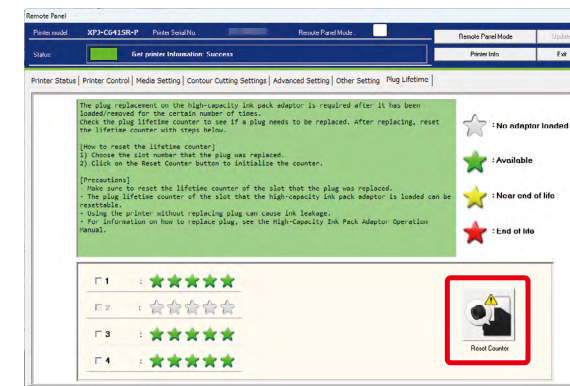 Remote Panel
Printer model: XPJ-C641SR-P Printer Serial No. Remote Panel Mode
Remote Panel Mode
Update
Status: Get printer Information: Success
Printer Info
Exit
Printer Status | Printer Control | Media Setting | Contour Cutting Settings | Advanced Setting | Other Setting | Plug Lifetime |
The plug replacement on the high-capacity ink pack adaptor is required after it has been
loaded/removed for the certain number of times.
Check the plug lifetime counter to see if a plug needs to be replaced. After replacing, reset
the lifetime counter with steps below.
[How to reset the lifetime counter]
1) Choose the slot number that the plug was replaced.
2) Click on the Reset Counter button to initialize the counter.
[Precautions]
- Make sure to reset the lifetime counter of the slot that the plug was replaced.
- The plug lifetime counter of the slot that the high-capacity ink pack adaptor is loaded can be
resettable.
- Using the printer without replacing plug can cause ink leakage.
- For information on how to replace plug, see the High-Capacity Ink Pack Adaptor Operation
Manual.
: No adaptor loaded
: Available
: Near end of life
: End of life
1 :
2 :
3 :
4 :
Reset Counter